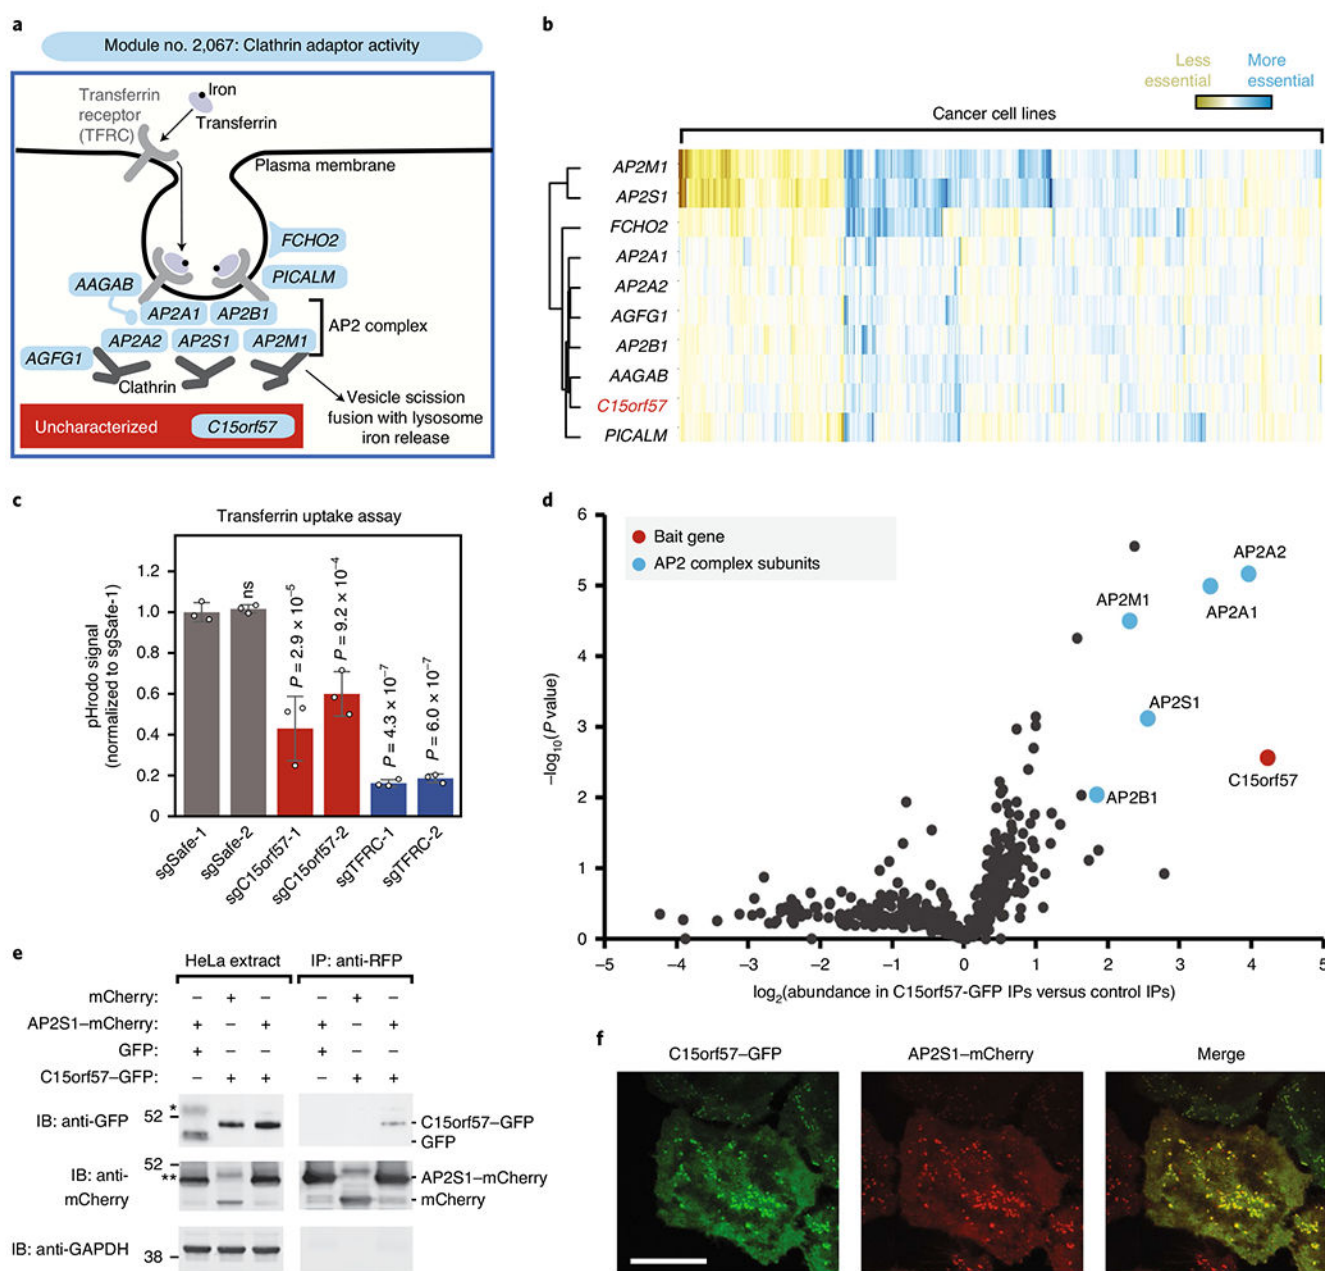 a
Module no. 2,067: Clathrin adaptor activity
Iron
Transferrin
receptor
(TFRC)
Transferrin
Plasma membrane
FCHO2
PICALM
AAGAB
AP2A1
AP2B1
AP2 complex
AP2A2
AP2S1
AP2M1
AGFG1
Clathrin
Vesicle scission
fusion with lysosome
iron release
Uncharacterized
C15orf57
b
Less
essential
More
essential
Cancer cell lines
AP2M1
AP2S1
FCHO2
AP2A1
AP2A2
AGFG1
AP2B1
AAGAB
C15orf57
PICALM
c
Transferrin uptake assay
pHrodo signal
(normalized to sgSafe-1)
1.2
1.0
0.8
0.6
0.4
0.2
0
ns
P = 2.9 × 10⁻⁵
P = 9.2 × 10⁻⁴
P = 4.3 × 10⁻⁷
P = 6.0 × 10⁻⁷
sgSafe-1
sgSafe-2
sgC15orf57-1
sgC15orf57-2
sgTFRC-1
sgTFRC-2
d
Bait gene
AP2 complex subunits
–log₁₀(P value)
6
5
4
3
2
1
0
AP2A2
AP2A1
AP2M1
AP2S1
C15orf57
AP2B1
–5 –4 –3 –2 –1 0 1 2 3 4 5
log₂(abundance in C15orf57-GFP IPs versus control IPs)
e
HeLa extract IP: anti-RFP
mCherry: – + – – + –
AP2S1–mCherry: + – + + – +
GFP: + – – + – –
C15orf57–GFP: – + + – + +
IB: anti-GFP
*
52
C15orf57–GFP
GFP
IB: anti-
mCherry
52
**
AP2S1–mCherry
mCherry
IB: anti-GAPDH
38
f
C15orf57–GFP
AP2S1–mCherry
Merge